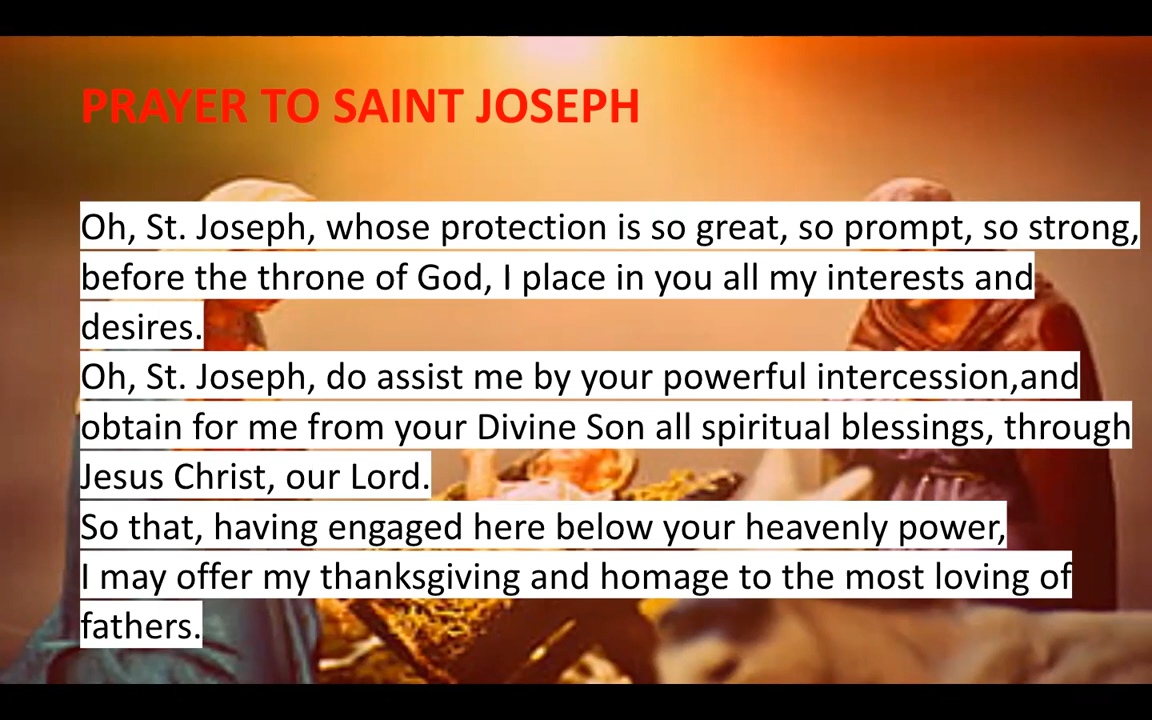 PRAYER TO SAINT JOSEPH
Oh, St. Joseph, whose protection is so great, so prompt, so strong,
before the throne of God, I place in you all my interests and
desires.
Oh, St. Joseph, do assist me by your powerful intercession,and
obtain for me from your Divine Son all spiritual blessings, through
Jesus Christ, our Lord.
So that, having engaged here below your heavenly power,
I may offer my thanksgiving and homage to the most loving of
fathers.